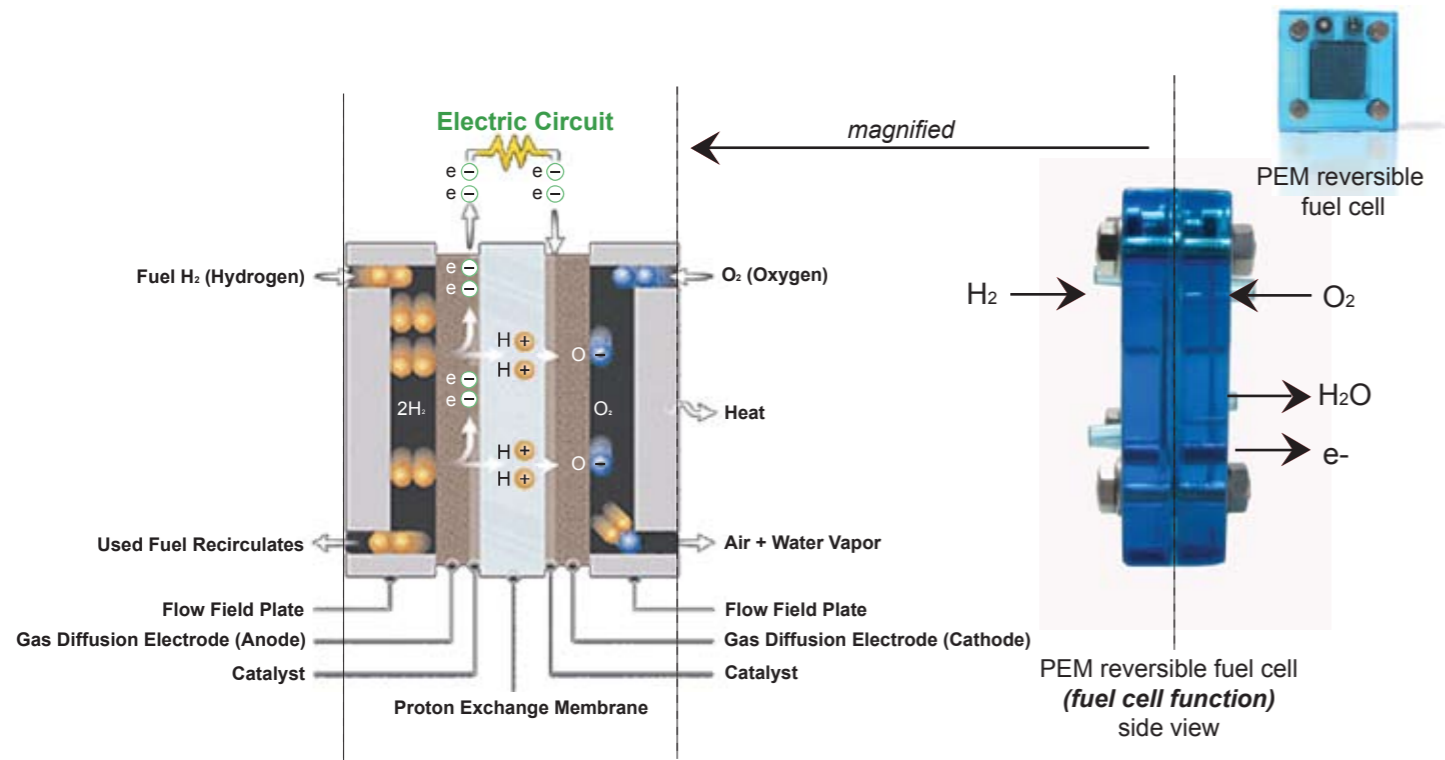 Electric Circuit
e −
e −
e −
e −
magnified
PEM reversible
fuel cell
Fuel H₂ (Hydrogen)
O₂ (Oxygen)
e −
e −
H +
H +
O −
e −
e −
2H₂
O₂
Heat
H +
H +
O −
Used Fuel Recirculates
Air + Water Vapor
Flow Field Plate
Flow Field Plate
Gas Diffusion Electrode (Anode)
Gas Diffusion Electrode (Cathode)
Catalyst
Catalyst
Proton Exchange Membrane
H₂
O₂
H₂O
e-
PEM reversible fuel cell
(fuel cell function)
side view